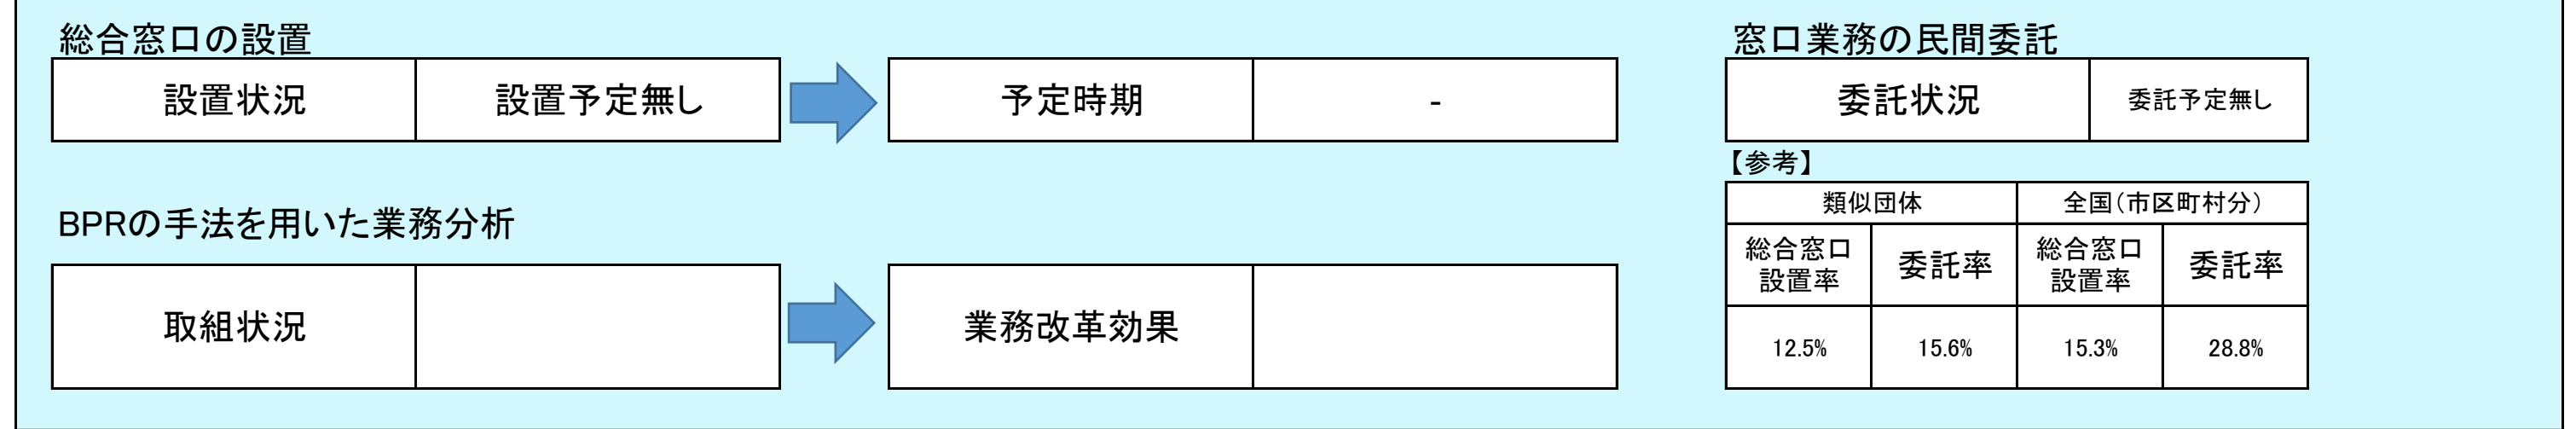 総合窓口の設置
設置状況 設置予定無し 予定時期 -
BPRの手法を用いた業務分析
取組状況 業務改革効果
窓口業務の民間委託
委託状況 委託予定無し
【参考】
類似団体 全国(市区町村分)
総合窓口設置率 委託率 総合窓口設置率 委託率
12.5% 15.6% 15.3% 28.8%